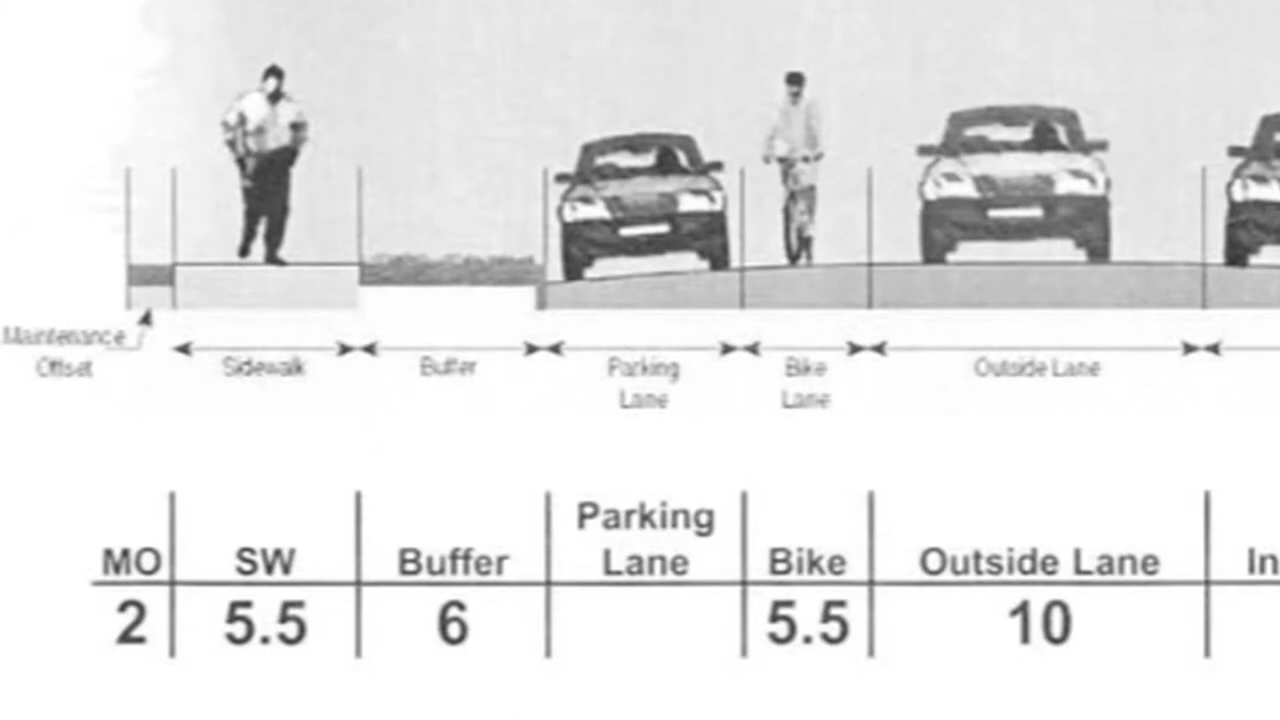 Maintenance
Offset
Sidewalk
Buffer
Parking
Lane
Bike
Lane
Outside Lane
MO SW Buffer Parking Lane Bike Outside Lane In
2 5.5 6 5.5 10